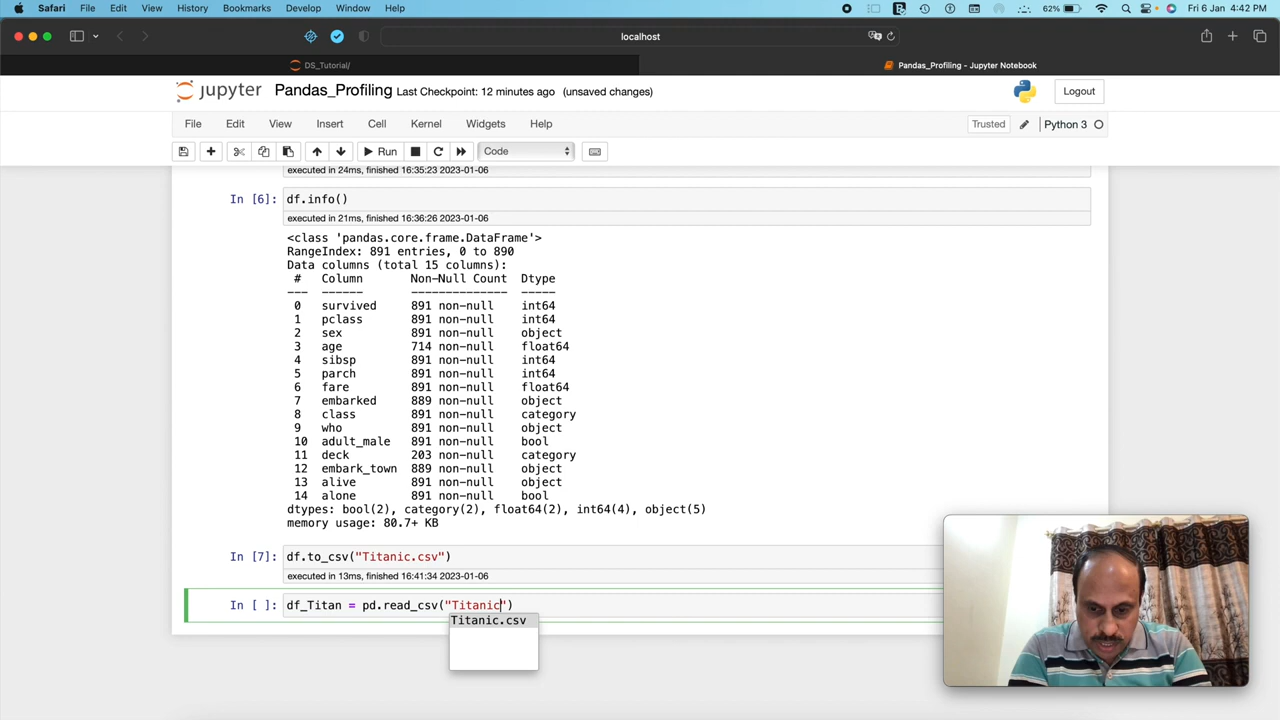 Safari File Edit View History Bookmarks Develop Window Help 62% Fri 6 Jan 4:42 PM
localhost
DS_Tutorial/ Pandas_Profiling - Jupyter Notebook
jupyter Pandas_Profiling Last Checkpoint: 12 minutes ago (unsaved changes) Logout
File Edit View Insert Cell Kernel Widgets Help Trusted Python 3
Run Code
executed in 24ms, finished 16:35:23 2023-01-06
In [6]: df.info()
executed in 21ms, finished 16:36:26 2023-01-06
<class 'pandas.core.frame.DataFrame'>
RangeIndex: 891 entries, 0 to 890
Data columns (total 15 columns):
# Column Non-Null Count Dtype
--- ------ -------------- -----
0 survived 891 non-null int64
1 pclass 891 non-null int64
2 sex 891 non-null object
3 age 714 non-null float64
4 sibsp 891 non-null int64
5 parch 891 non-null int64
6 fare 891 non-null float64
7 embarked 889 non-null object
8 class 891 non-null category
9 who 891 non-null object
10 adult_male 891 non-null bool
11 deck 203 non-null category
12 embark_town 889 non-null object
13 alive 891 non-null object
14 alone 891 non-null bool
dtypes: bool(2), category(2), float64(2), int64(4), object(5)
memory usage: 80.7+ KB
In [7]: df.to_csv("Titanic.csv")
executed in 13ms, finished 16:41:34 2023-01-06
In [ ]: df_Titan = pd.read_csv("Titanic")
Titanic.csv